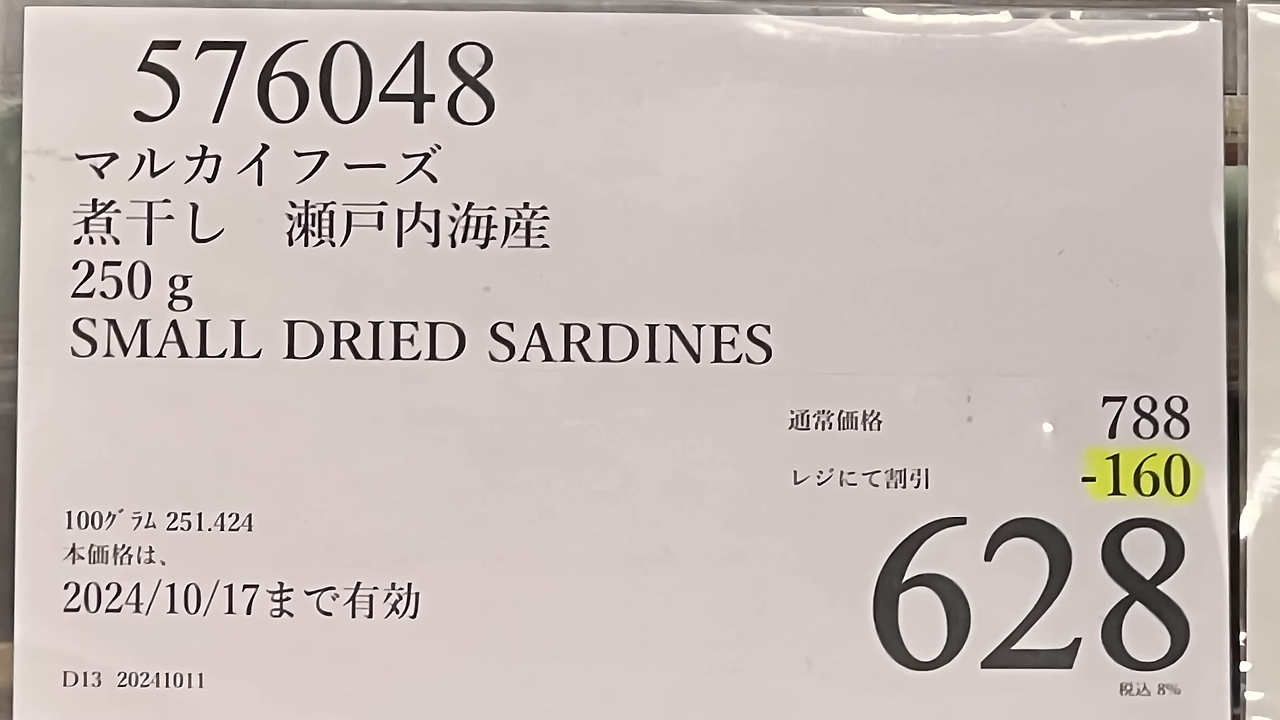 576048
マルカイフーズ
煮干し　瀬戸内海産
250 g
SMALL DRIED SARDINES
通常価格 788
レジにて割引 -160
628
税込 8%
100ｸﾞﾗﾑ 251.424
本価格は、
2024/10/17まで有効
D13 20241011